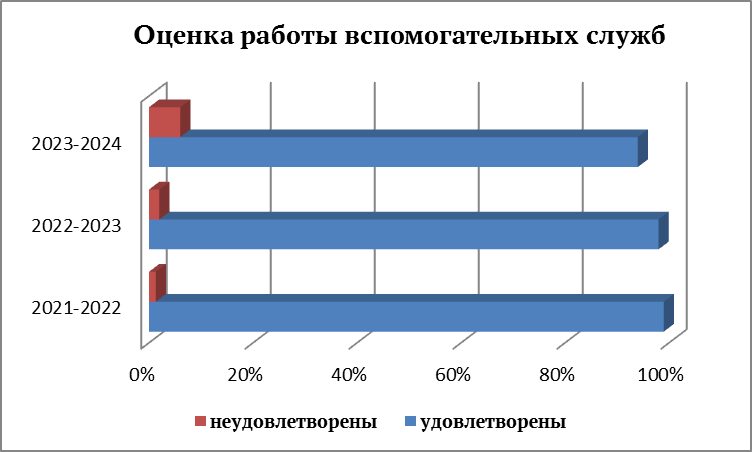 Оценка работы вспомогательных служб
2023-2024
2022-2023
2021-2022
0% 20% 40% 60% 80% 100%
неудовлетворены удовлетворены